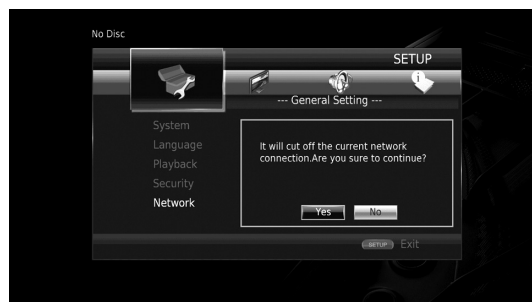 No Disc
SETUP
--- General Setting ---
System
Language
Playback
Security
Network
It will cut off the current network
connection.Are you sure to continue?
Yes No
SETUP Exit